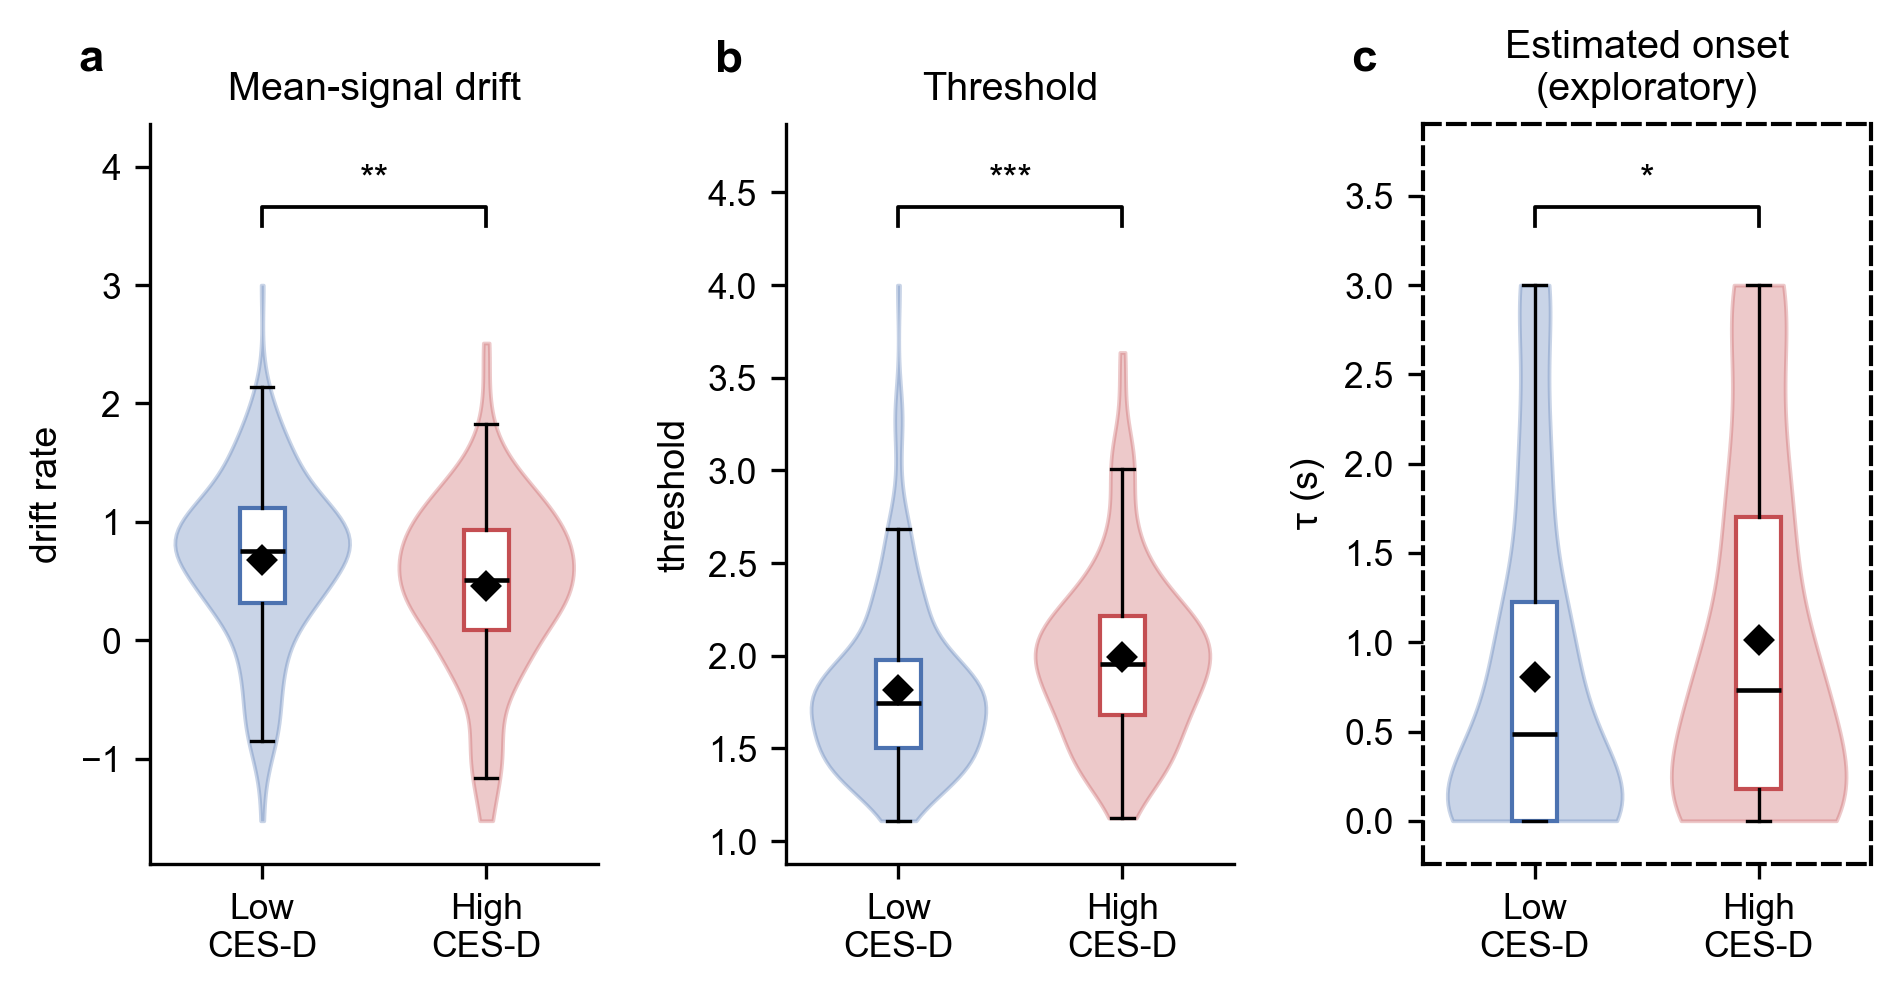 a
Mean-signal drift
**
drift rate
4
3
2
1
0
−1
Low
CES-D
High
CES-D
b
Threshold
***
threshold
4.5
4.0
3.5
3.0
2.5
2.0
1.5
1.0
Low
CES-D
High
CES-D
c
Estimated onset
(exploratory)
*
τ (s)
3.5
3.0
2.5
2.0
1.5
1.0
0.5
0.0
Low
CES-D
High
CES-D